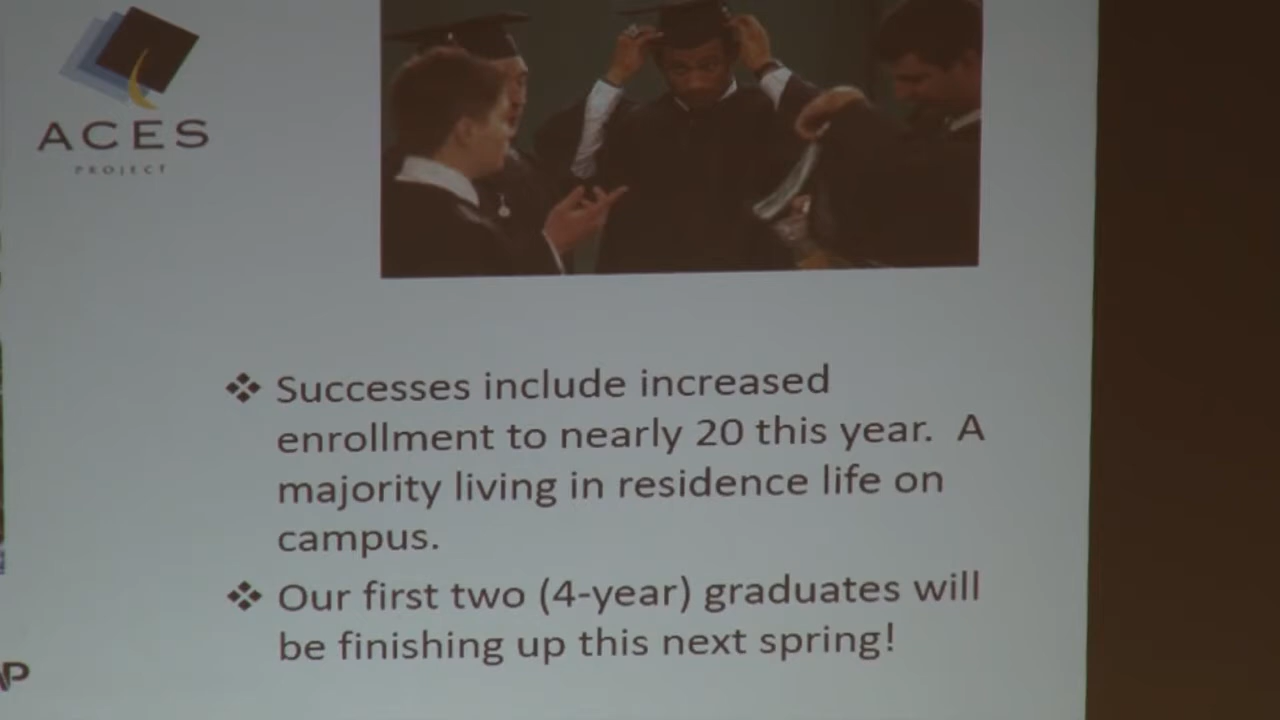 ACES
PROJECT
❖ Successes include increased
enrollment to nearly 20 this year. A
majority living in residence life on
campus.
❖ Our first two (4-year) graduates will
be finishing up this next spring!